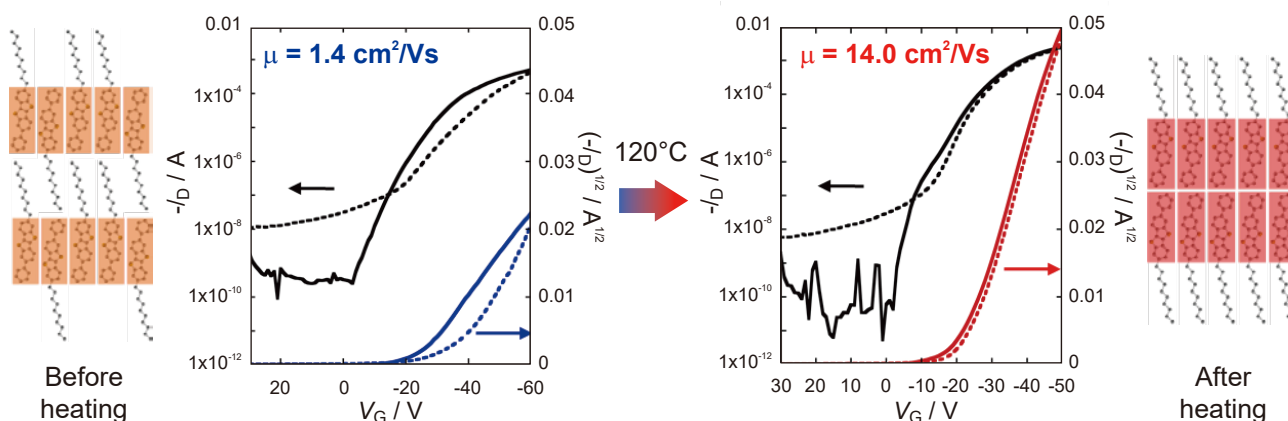 μ = 1.4 cm²/Vs
0.01
1x10⁻⁴
1x10⁻⁶
1x10⁻⁸
1x10⁻¹⁰
1x10⁻¹²
-I_D / A
0.05
0.04
0.03
0.02
0.01
0
(-I_D)^1/2 / A^1/2
20 0 -20 -40 -60
V_G / V
Before
heating
120°C
μ = 14.0 cm²/Vs
0.01
1x10⁻⁴
1x10⁻⁶
1x10⁻⁸
1x10⁻¹⁰
1x10⁻¹²
-I_D / A
0.05
0.04
0.03
0.02
0.01
0
(-I_D)^1/2 / A^1/2
30 20 10 0 -10 -20 -30 -40 -50
V_G / V
After
heating